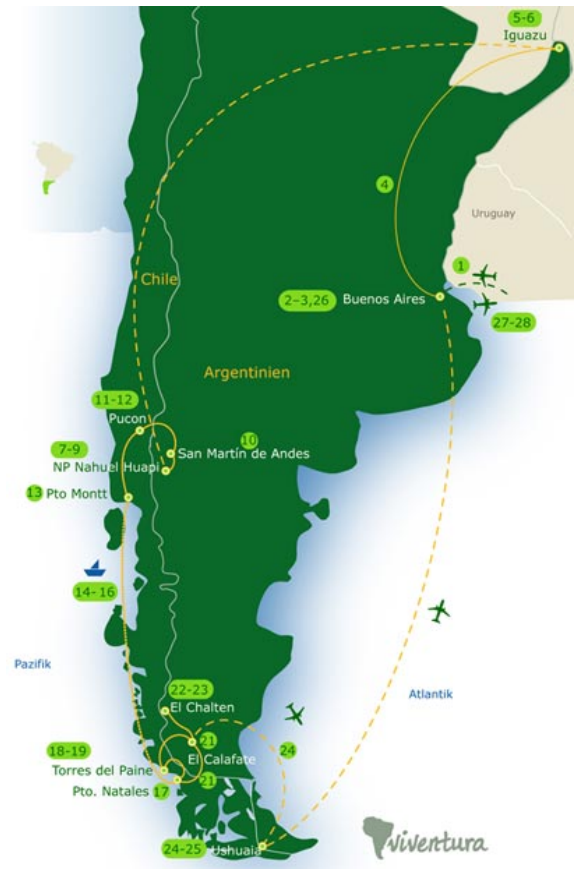 5-6
Iguazu
4
Uruguay
1
Chile
2–3,26
Buenos Aires
27-28
Argentinien
11-12
Pucon
10
7-9
San Martín de Andes
NP Nahuel Huapi
13 Pto Montt
14-16
Pazifik
Atlantik
22-23
El Chalten
21
24
18-19
El Calafate
Torres del Paine
21
Pto. Natales 17
24-25
Ushuaia
viventura